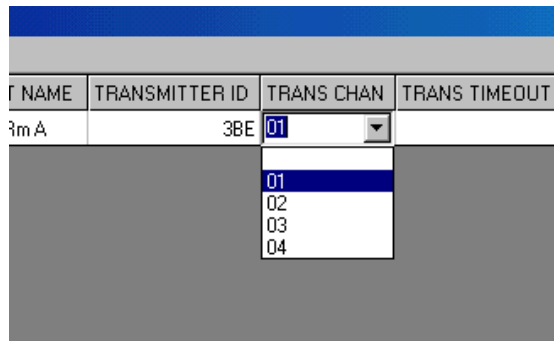 T NAME TRANSMITTER ID TRANS CHAN TRANS TIMEOUT
Rm A 3BE 01
01
02
03
04